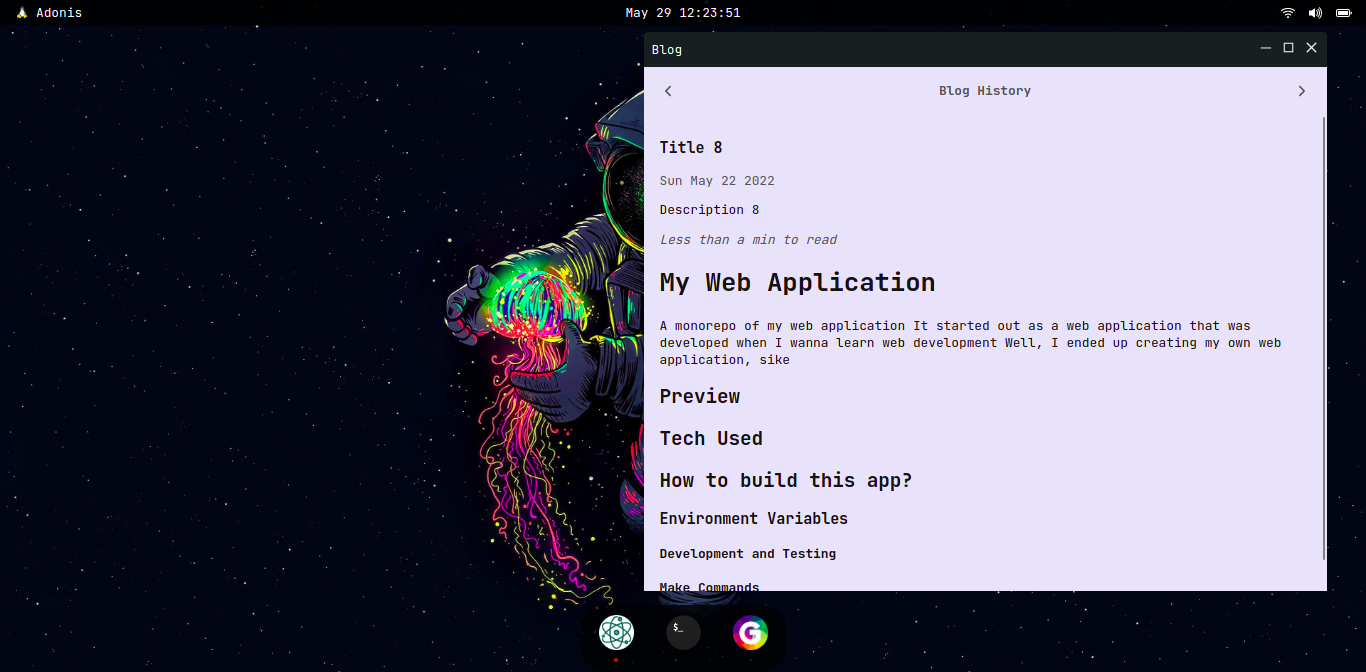 Adonis
May 29 12:23:51
Blog
Blog History
Title 8
Sun May 22 2022
Description 8
Less than a min to read
My Web Application
A monorepo of my web application It started out as a web application that was
developed when I wanna learn web development Well, I ended up creating my own web
application, sike
Preview
Tech Used
How to build this app?
Environment Variables
Development and Testing
Make Commands
$_
G